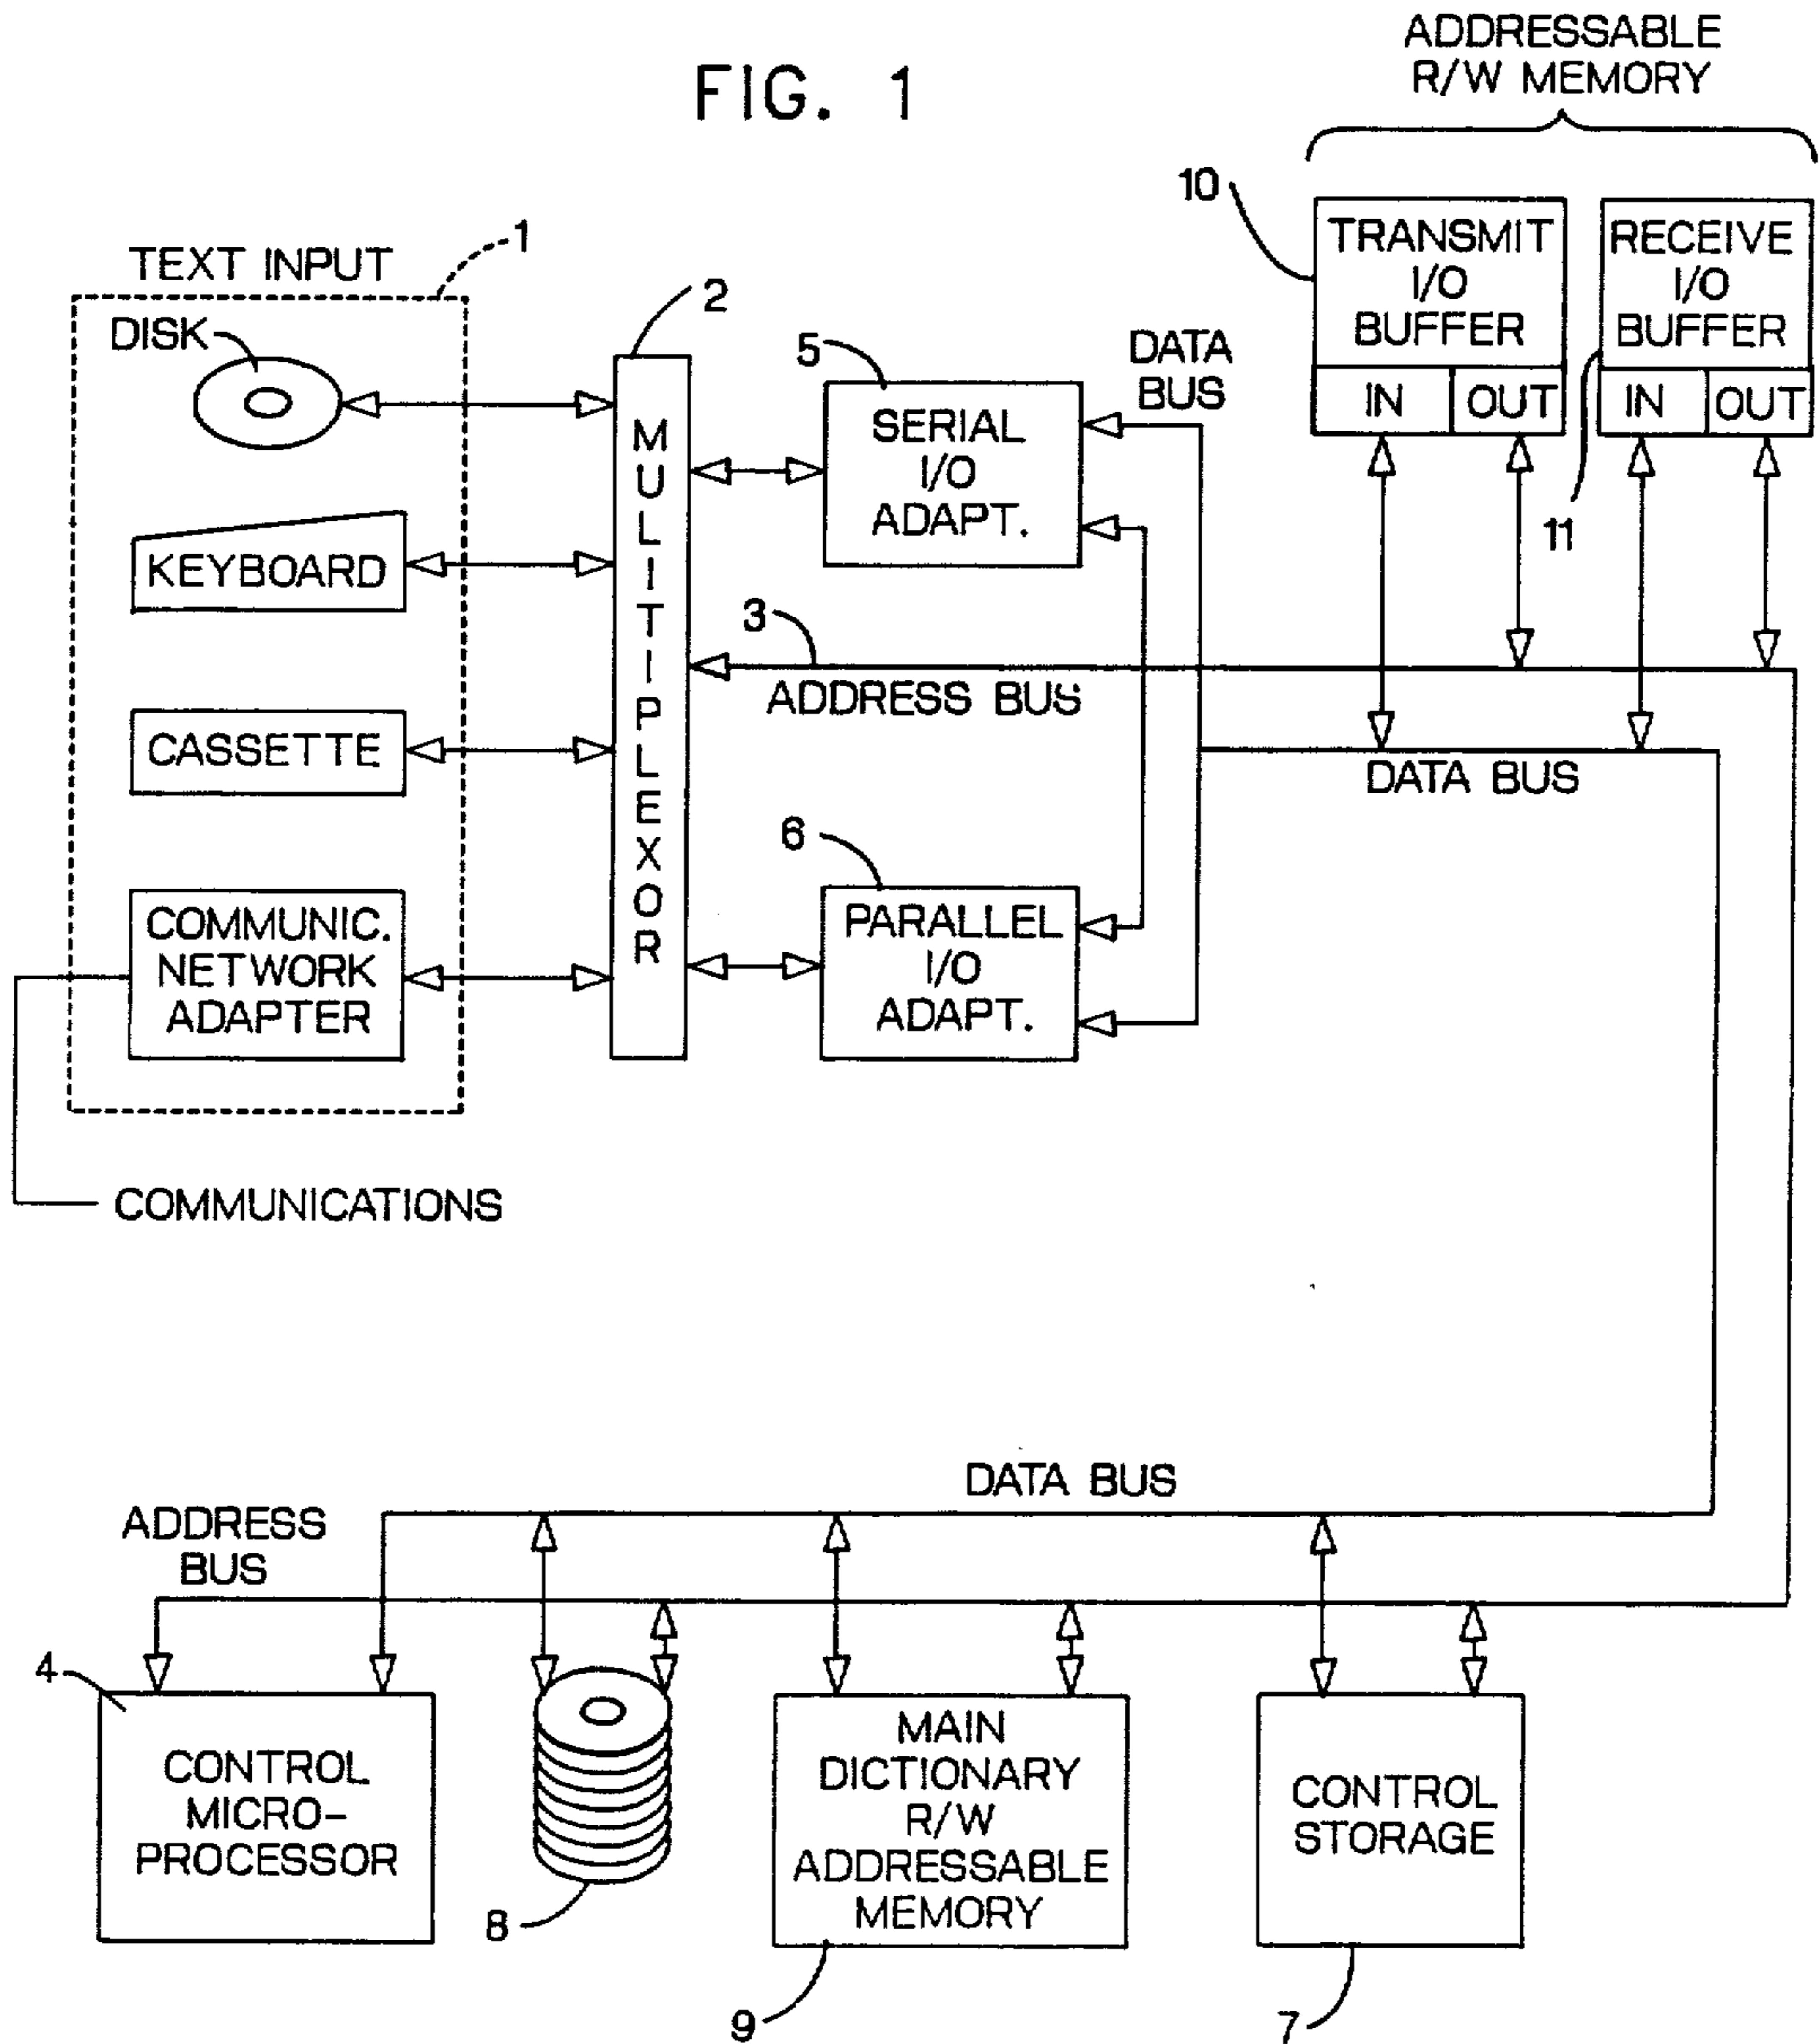 FIG. 1
ADDRESSABLE
R/W MEMORY
10
TRANSMIT
I/O
BUFFER
IN
OUT
RECEIVE
I/O
BUFFER
IN
OUT
11
1
TEXT INPUT
DISK
KEYBOARD
CASSETTE
COMMUNIC.
NETWORK
ADAPTER
COMMUNICATIONS
2
MULITIPLEXOR
5
SERIAL
I/O
ADAPT.
DATA
BUS
3
ADDRESS BUS
DATA BUS
6
PARALLEL
I/O
ADAPT.
DATA BUS
ADDRESS
BUS
4
CONTROL
MICRO-
PROCESSOR
8
MAIN
DICTIONARY
R/W
ADDRESSABLE
MEMORY
9
CONTROL
STORAGE
7